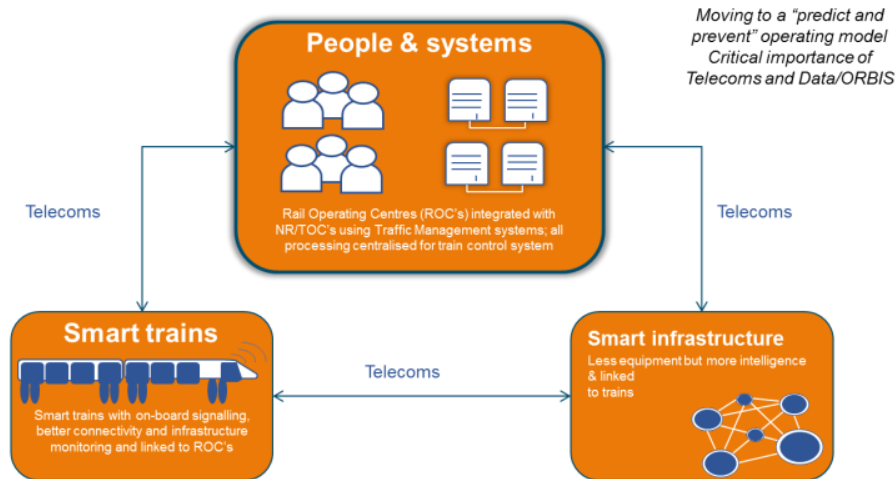 Moving to a “predict and
prevent” operating model
Critical importance of
Telecoms and Data/ORBIS
People & systems
Rail Operating Centres (ROC's) integrated with
NR/TOC's using Traffic Management systems; all
processing centralised for train control system
Telecoms
Telecoms
Smart trains
Smart trains with on-board signalling,
better connectivity and infrastructure
monitoring and linked to ROC's
Telecoms
Smart infrastructure
Less equipment but more intelligence
& linked
to trains